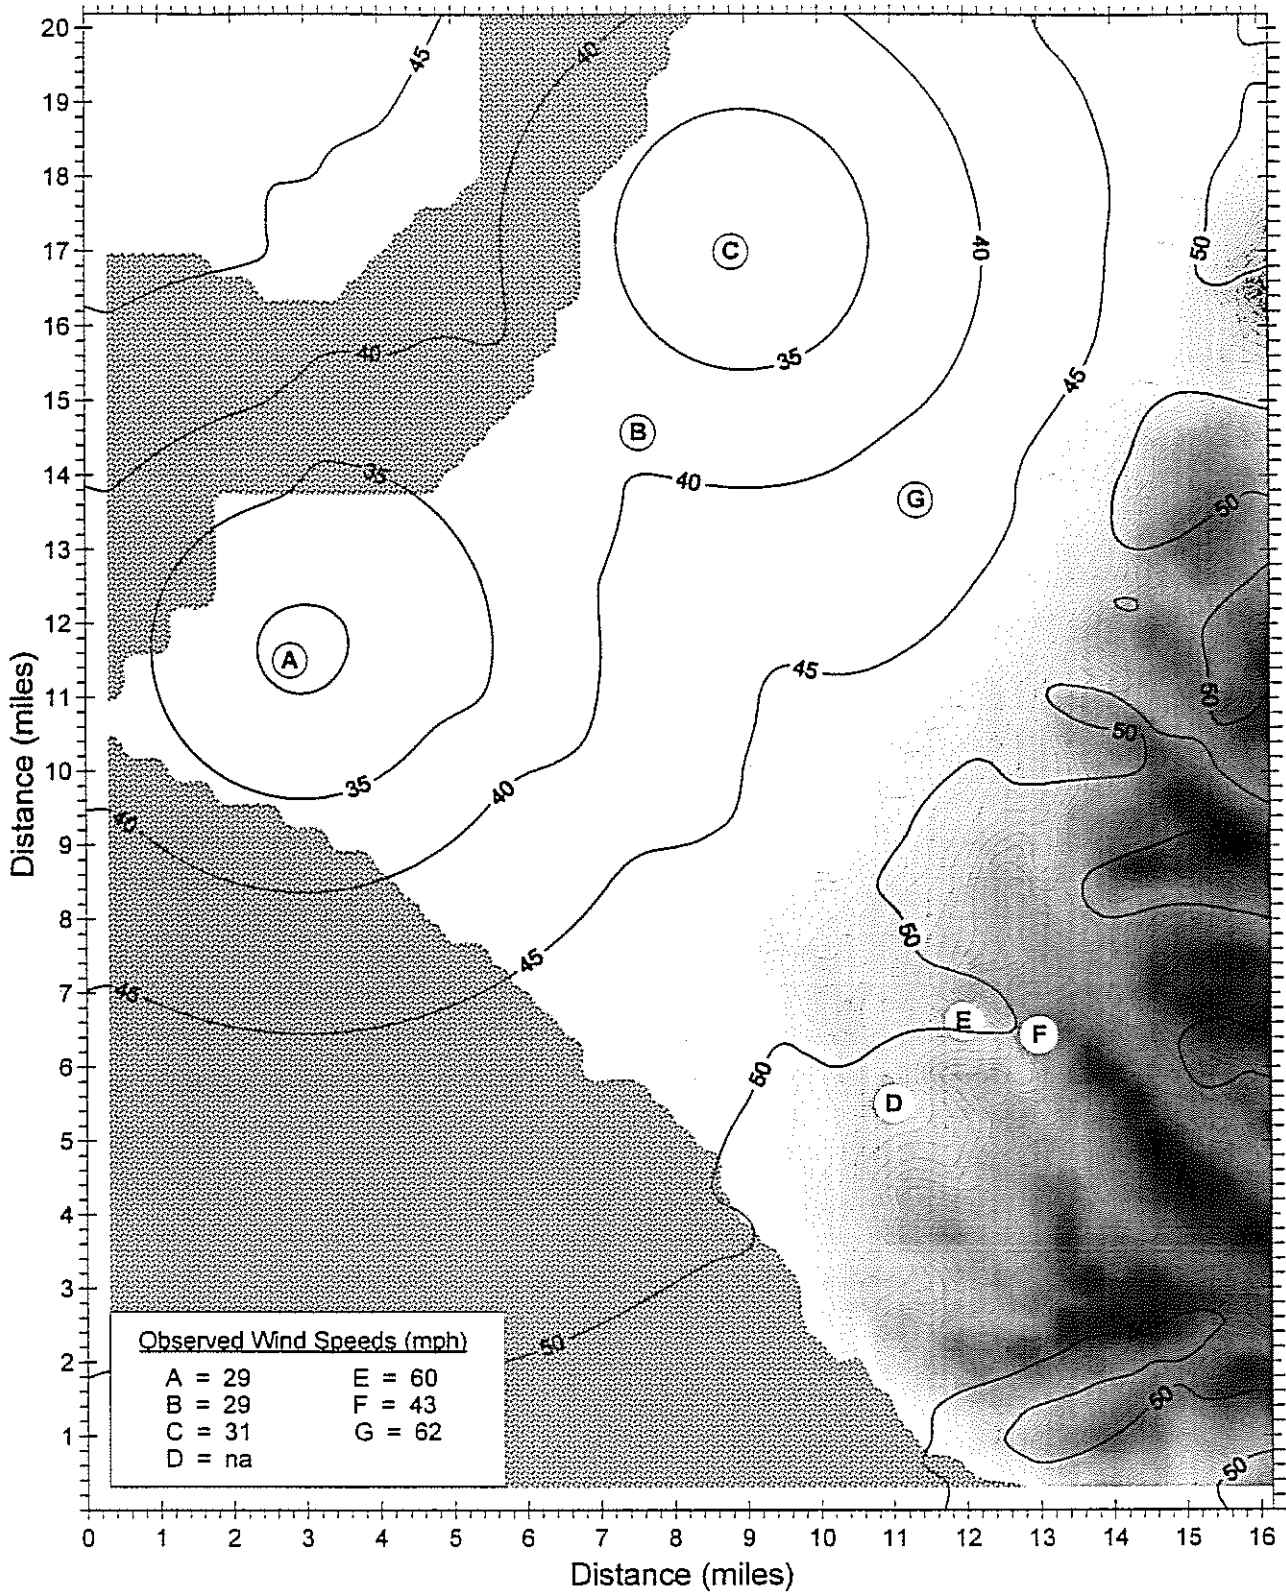 20
19
18
17
16
15
14
13
12
11
10
9
8
7
6
5
4
3
2
1
Distance (miles)
45
40
C
40
50
35
45
B
40
35
G
50
A
45
50
50
35
40
40
50
45
45
E
F
50
D
50
50
50
Observed Wind Speeds (mph)
A = 29 E = 60
B = 29 F = 43
C = 31 G = 62
D = na
0 1 2 3 4 5 6 7 8 9 10 11 12 13 14 15 16
Distance (miles)